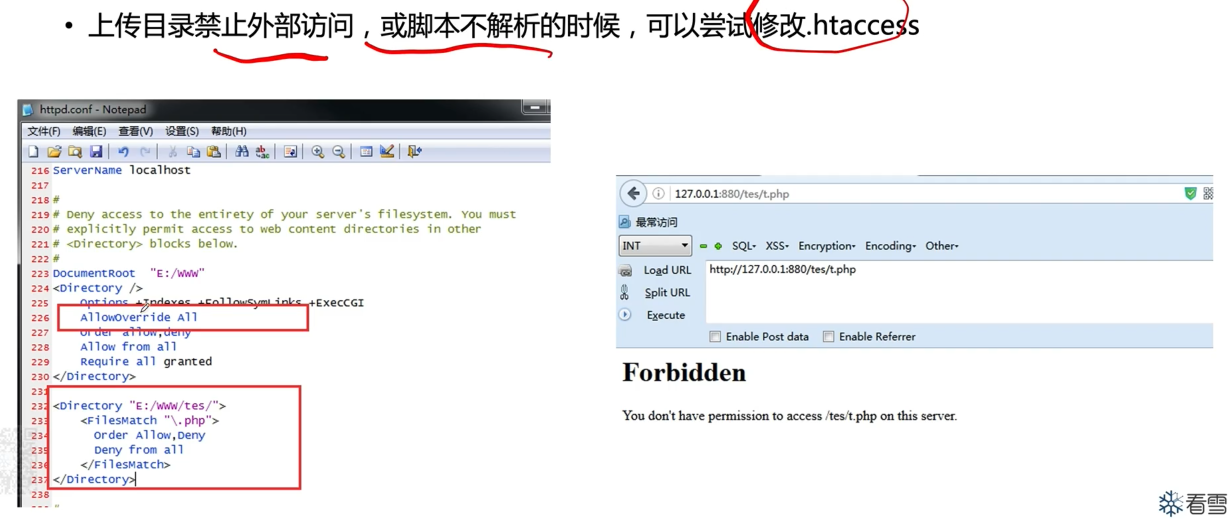 • 上传目录禁止外部访问，或脚本不解析的时候，可以尝试修改.htaccess
httpd.conf - Notepad
文件(F) 编辑(E) 查看(V) 设置(S) 帮助(H)
216 ServerName localhost
217
218 #
219 # Deny access to the entirety of your server's filesystem. You must
220 # explicitly permit access to web content directories in other
221 # <Directory> blocks below.
222 #
223 DocumentRoot "E:/WWW"
224 <Directory />
225 Options +Indexes +FollowSymLinks +ExecCGI
226 AllowOverride All
227 Order allow,deny
228 Allow from all
229 Require all granted
230 </Directory>
231
232 <Directory "E:/WWW/tes/">
233 <FilesMatch "\.php">
234 Order Allow,Deny
235 Deny from all
236 </FilesMatch>
237 </Directory>
238
127.0.0.1:880/tes/t.php
最常访问
INT SQL XSS Encryption Encoding Other
Load URL http://127.0.0.1:880/tes/t.php
Split URL
Execute
Enable Post data Enable Referrer
Forbidden
You don't have permission to access /tes/t.php on this server.
看雪